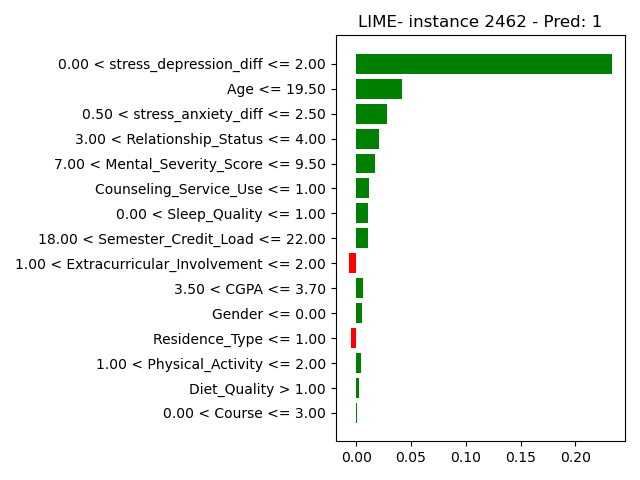 LIME- instance 2462 - Pred: 1
0.00 < stress_depression_diff <= 2.00
Age <= 19.50
0.50 < stress_anxiety_diff <= 2.50
3.00 < Relationship_Status <= 4.00
7.00 < Mental_Severity_Score <= 9.50
Counseling_Service_Use <= 1.00
0.00 < Sleep_Quality <= 1.00
18.00 < Semester_Credit_Load <= 22.00
1.00 < Extracurricular_Involvement <= 2.00
3.50 < CGPA <= 3.70
Gender <= 0.00
Residence_Type <= 1.00
1.00 < Physical_Activity <= 2.00
Diet_Quality > 1.00
0.00 < Course <= 3.00
0.00 0.05 0.10 0.15 0.20